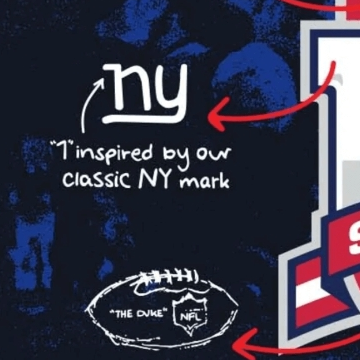 ny
"1" inspired by our
classic NY mark
"THE DUKE"
NFL